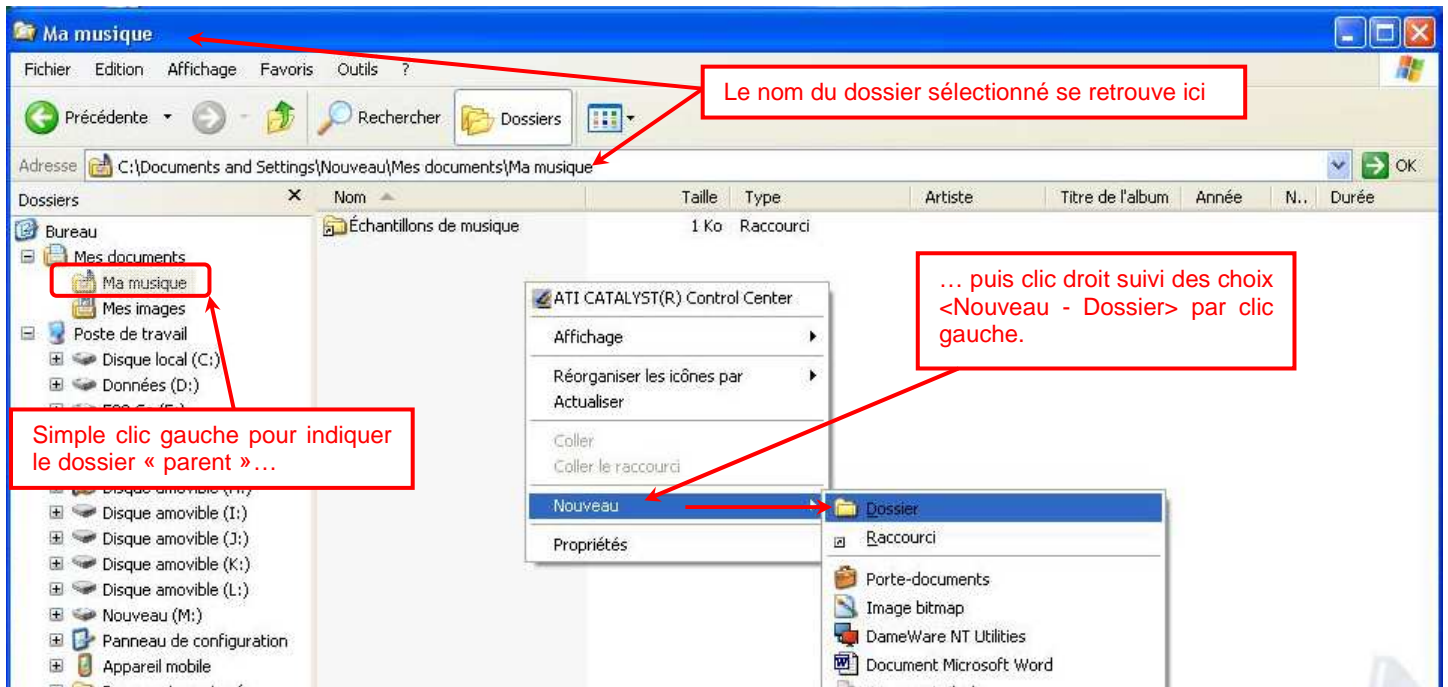 Ma musique
Fichier Edition Affichage Favoris Outils ?
Le nom du dossier sélectionné se retrouve ici
Précédente Rechercher Dossiers
Adresse C:\Documents and Settings\Nouveau\Mes documents\Ma musique OK
Dossiers X Nom Taille Type Artiste Titre de l'album Année N.. Durée
Bureau
Échantillons de musique 1 Ko Raccourci
Mes documents
Ma musique
Mes images
Poste de travail
Disque local (C:)
Données (D:)
Simple clic gauche pour indiquer
le dossier « parent »…
Disque amovible (I:)
Disque amovible (J:)
Disque amovible (K:)
Disque amovible (L:)
Nouveau (M:)
Panneau de configuration
Appareil mobile
… puis clic droit suivi des choix
<Nouveau - Dossier> par clic
gauche.
ATI CATALYST(R) Control Center
Affichage
Réorganiser les icônes par
Actualiser
Coller
Coller le raccourci
Nouveau
Propriétés
Dossier
Raccourci
Porte-documents
Image bitmap
DameWare NT Utilities
Document Microsoft Word